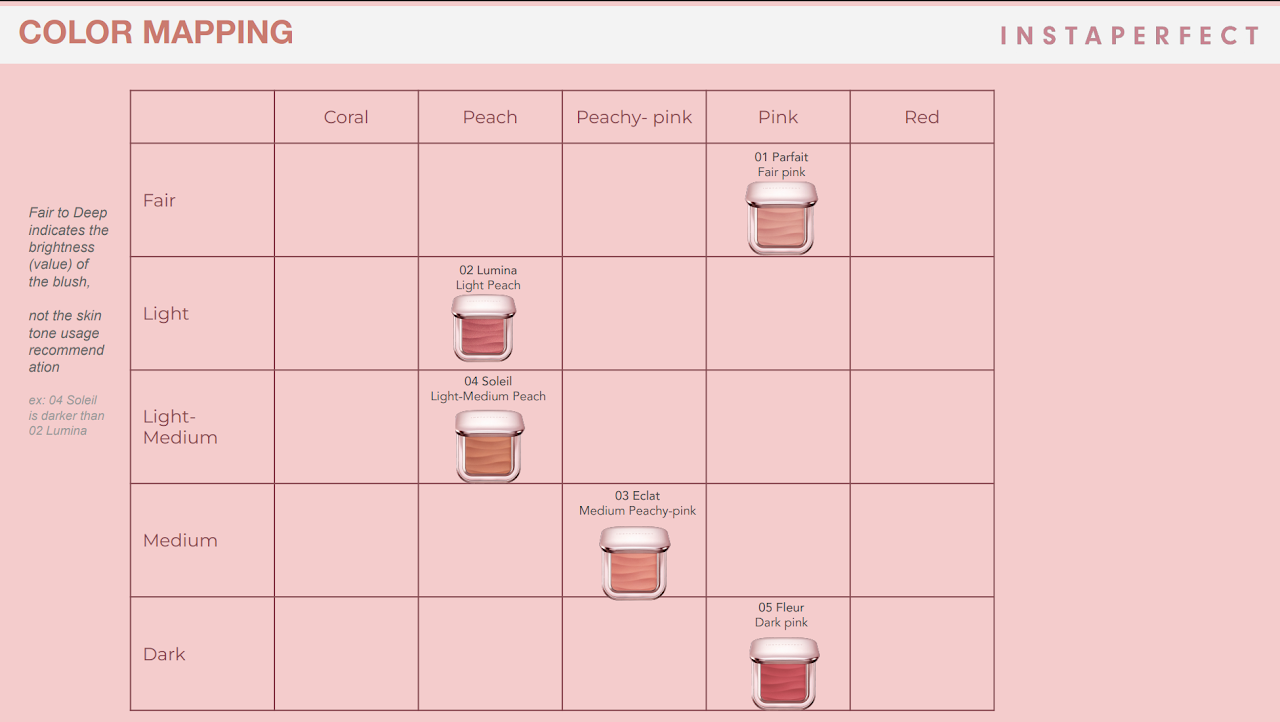 COLOR MAPPING
INSTAPERFECT
Coral
Peach
Peachy- pink
Pink
Red
Fair
01 Parfait
Fair pink
Light
02 Lumina
Light Peach
Light-
Medium
04 Soleil
Light-Medium Peach
Medium
03 Eclat
Medium Peachy-pink
Dark
05 Fleur
Dark pink
Fair to Deep
indicates the
brightness
(value) of
the blush,
not the skin
tone usage
recommend
ation
ex: 04 Soleil
is darker than
02 Lumina